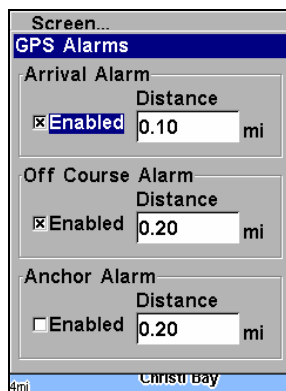 Screen...
GPS Alarms
Arrival Alarm
Distance
Enabled 0.10 mi
Off Course Alarm
Distance
Enabled 0.20 mi
Anchor Alarm
Distance
Enabled 0.20 mi
4mi Christi Bay